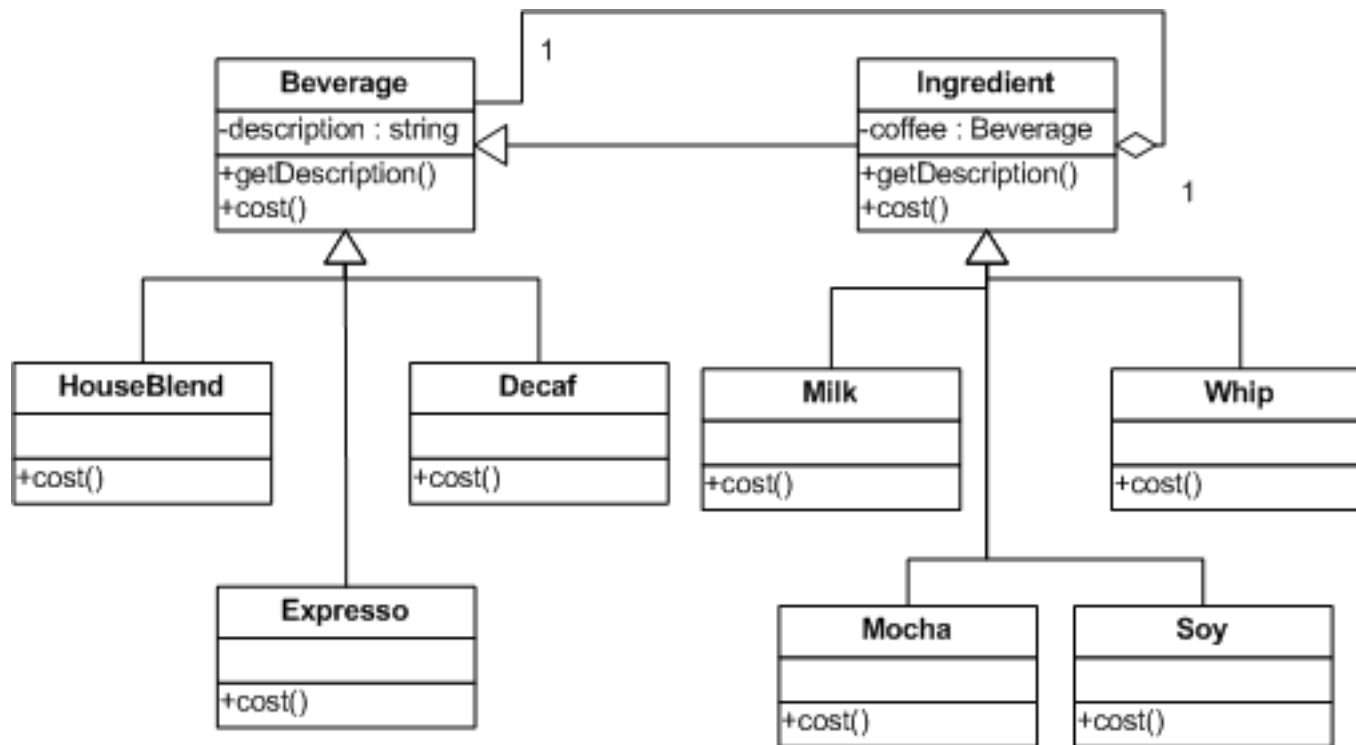 1
Beverage
-description : string
+getDescription()
+cost()
Ingredient
-coffee : Beverage
+getDescription()
+cost()
1
HouseBlend
+cost()
Decaf
+cost()
Milk
+cost()
Whip
+cost()
Expresso
+cost()
Mocha
+cost()
Soy
+cost()